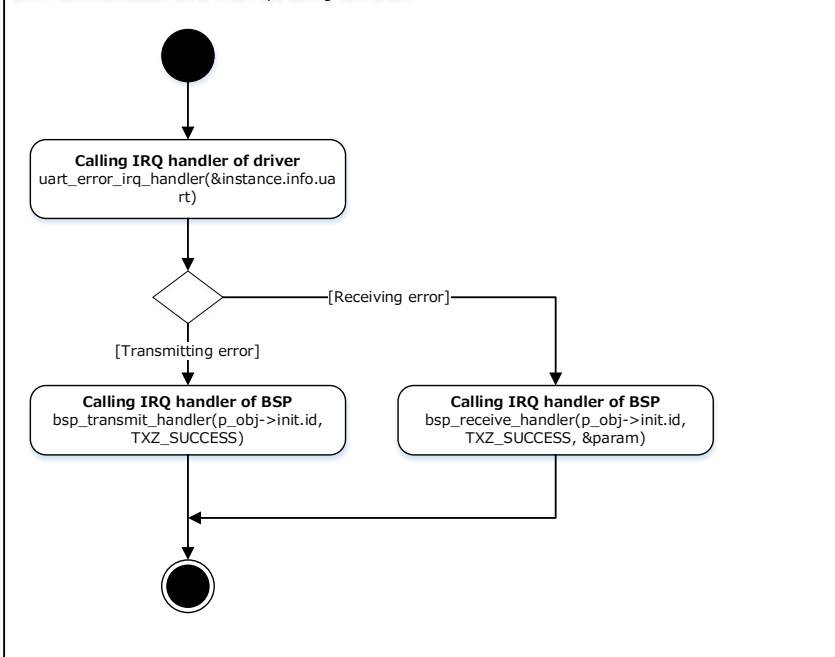 Calling IRQ handler of driver
uart_error_irq_handler(&instance.info.ua
rt)
[Receiving error]
[Transmitting error]
Calling IRQ handler of BSP
bsp_transmit_handler(p_obj->init.id,
TXZ_SUCCESS)
Calling IRQ handler of BSP
bsp_receive_handler(p_obj->init.id,
TXZ_SUCCESS, &param)